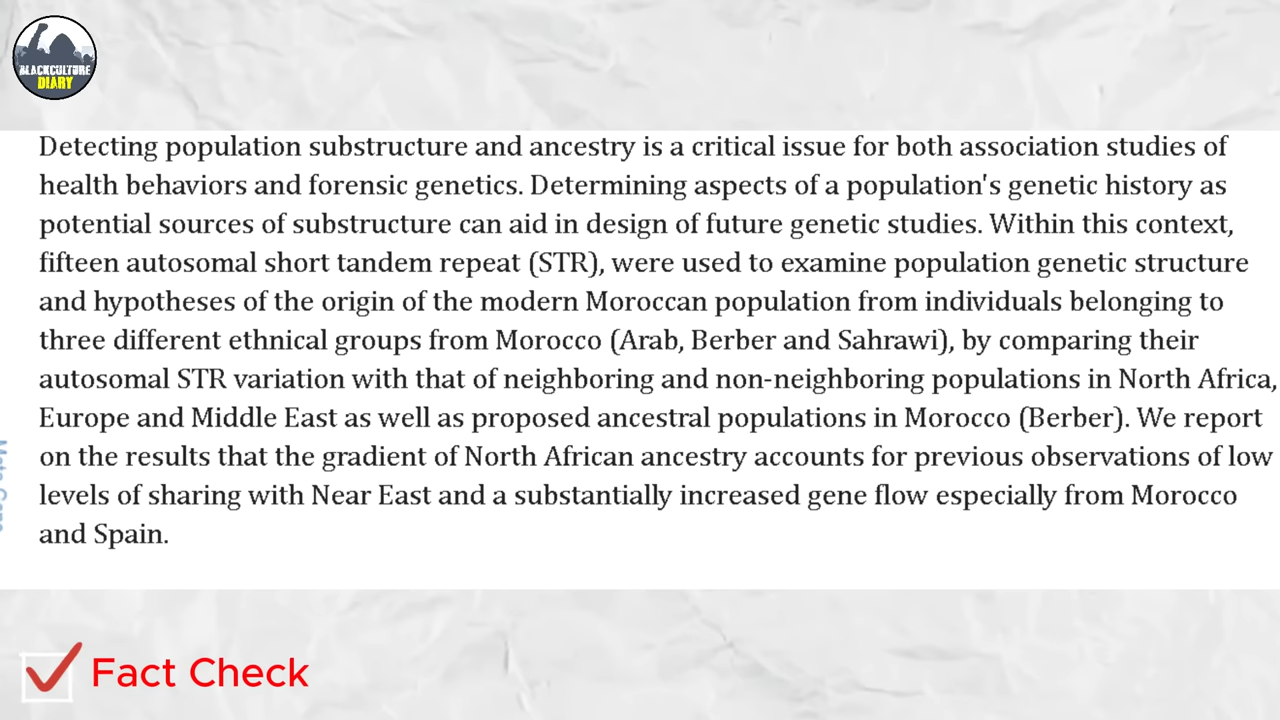 BLACKCULTURE
DIARY
Detecting population substructure and ancestry is a critical issue for both association studies of
health behaviors and forensic genetics. Determining aspects of a population's genetic history as
potential sources of substructure can aid in design of future genetic studies. Within this context,
fifteen autosomal short tandem repeat (STR), were used to examine population genetic structure
and hypotheses of the origin of the modern Moroccan population from individuals belonging to
three different ethnical groups from Morocco (Arab, Berber and Sahrawi), by comparing their
autosomal STR variation with that of neighboring and non-neighboring populations in North Africa,
Europe and Middle East as well as proposed ancestral populations in Morocco (Berber). We report
on the results that the gradient of North African ancestry accounts for previous observations of low
levels of sharing with Near East and a substantially increased gene flow especially from Morocco
and Spain.
Fact Check